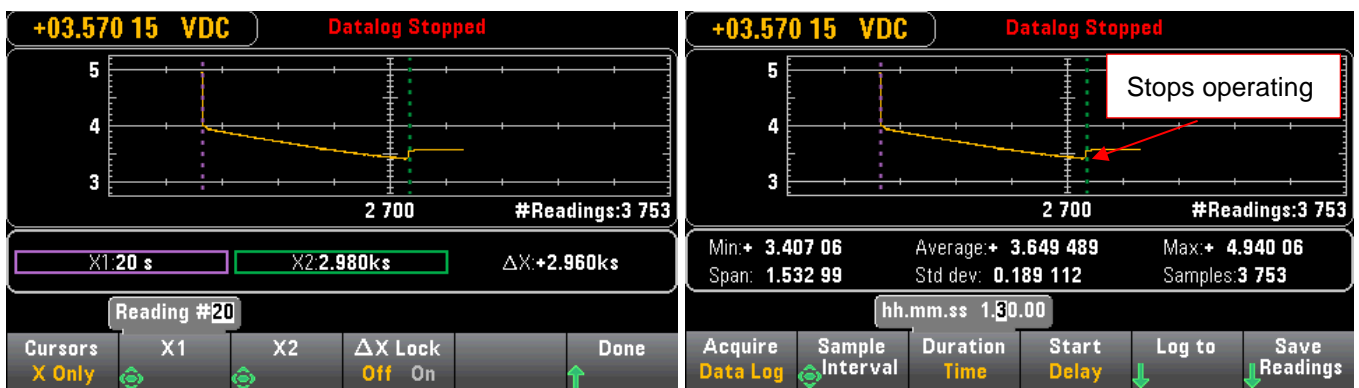 +03.570 15 VDC
Datalog Stopped
5
4
3
2 700
#Readings:3 753
X1:20 s
X2:2.980ks
ΔX:+2.960ks
Reading #20
Cursors
X Only
X1
X2
ΔX Lock
Off On
Done
+03.570 15 VDC
Datalog Stopped
Stops operating
5
4
3
2 700
#Readings:3 753
Min:+ 3.407 06
Average:+ 3.649 489
Max:+ 4.940 06
Span: 1.532 99
Std dev: 0.189 112
Samples:3 753
hh.mm.ss 1.30.00
Acquire
Data Log
Sample
Interval
Duration
Time
Start
Delay
Log to
Save
Readings